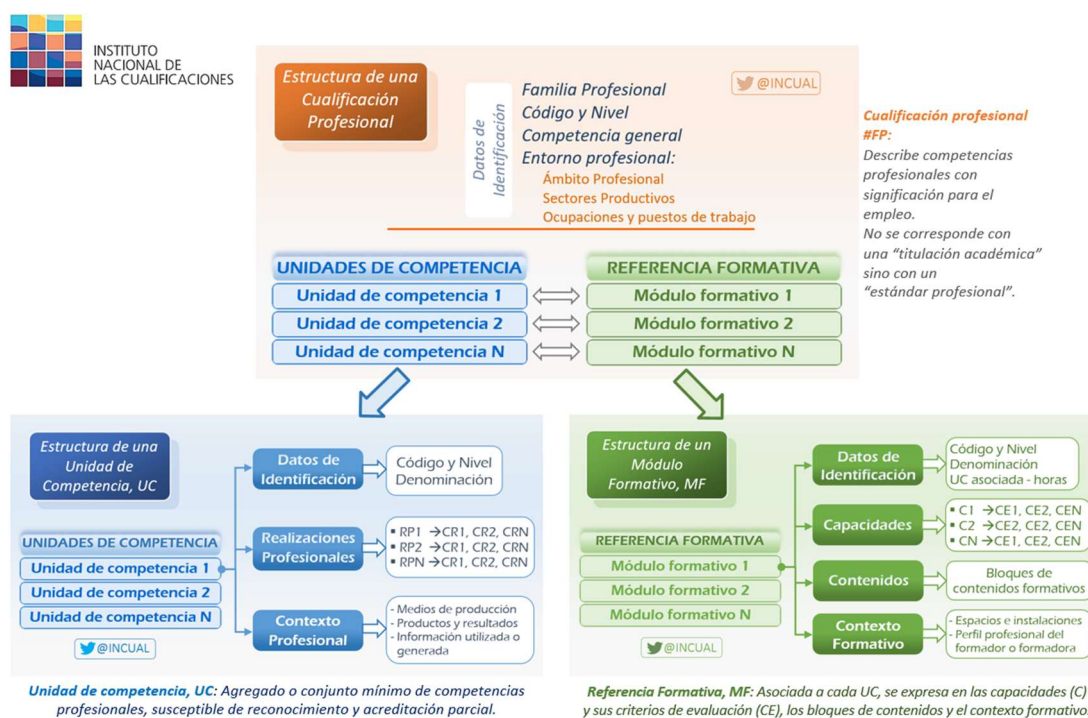 INSTITUTO
NACIONAL DE
LAS CUALIFICACIONES
Estructura de una
Cualificación
Profesional
Datos de
Identificación
Familia Profesional
Código y Nivel
Competencia general
Entorno profesional:
Ámbito Profesional
Sectores Productivos
Ocupaciones y puestos de trabajo
@INCUAL
Cualificación profesional
#FP:
Describe competencias
profesionales con
significación para el
empleo.
No se corresponde con
una “titulación académica”
sino con un
“estándar profesional”.
UNIDADES DE COMPETENCIA
Unidad de competencia 1
Unidad de competencia 2
Unidad de competencia N
REFERENCIA FORMATIVA
Módulo formativo 1
Módulo formativo 2
Módulo formativo N
Estructura de una
Unidad de
Competencia, UC
UNIDADES DE COMPETENCIA
Unidad de competencia 1
Unidad de competencia 2
Unidad de competencia N
@INCUAL
Datos de
Identificación
Código y Nivel
Denominación
Realizaciones
Profesionales
▪ RP1 →CR1, CR2, CRN
▪ RP2 →CR1, CR2, CRN
▪ RPN →CR1, CR2, CRN
Contexto
Profesional
- Medios de producción
- Productos y resultados
- Información utilizada o
generada
Unidad de competencia, UC: Agregado o conjunto mínimo de competencias
profesionales, susceptible de reconocimiento y acreditación parcial.
Estructura de un
Módulo
Formativo, MF
REFERENCIA FORMATIVA
Módulo formativo 1
Módulo formativo 2
Módulo formativo N
@INCUAL
Datos de
Identificación
Código y Nivel
Denominación
UC asociada - horas
Capacidades
▪ C1 →CE1, CE2, CEN
▪ C2 →CE2, CE2, CEN
▪ CN →CE1, CE2, CEN
Contenidos
Bloques de
contenidos formativos
Contexto
Formativo
- Espacios e instalaciones
- Perfil profesional del
formador o formadora
Referencia Formativa, MF: Asociada a cada UC, se expresa en las capacidades (C)
y sus criterios de evaluación (CE), los bloques de contenidos y el contexto formativo